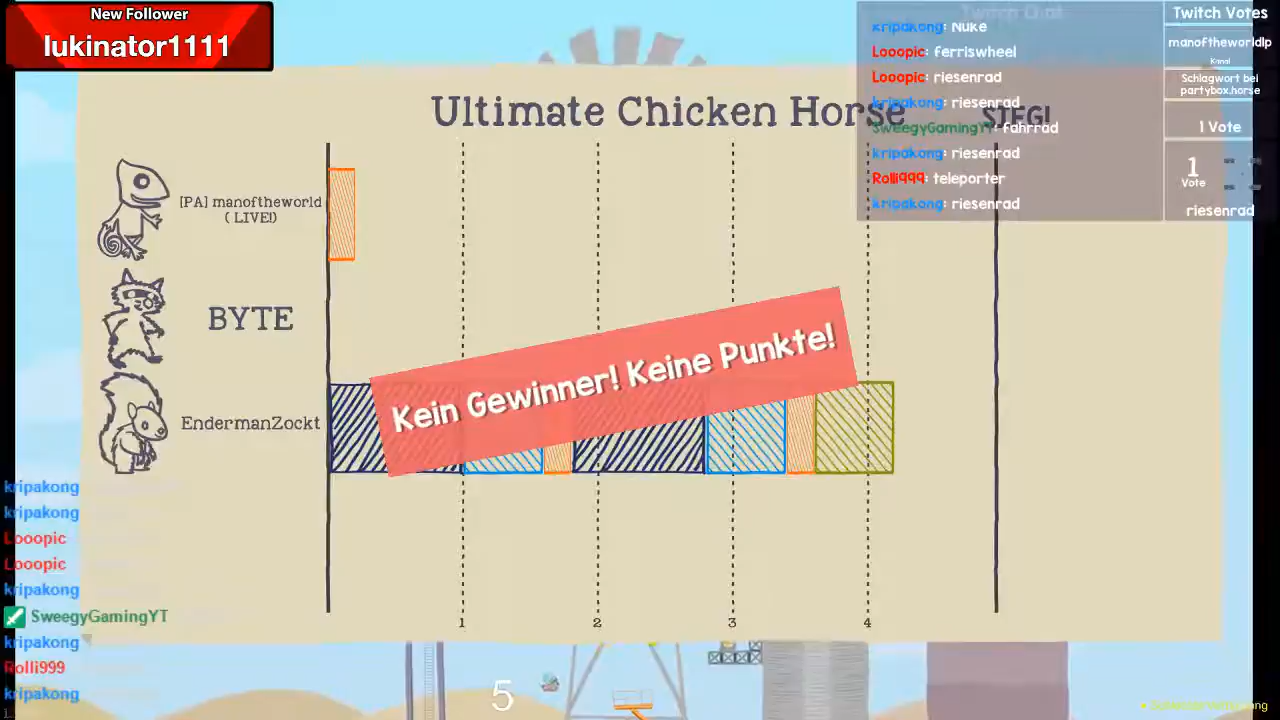 New Follower
lukinator1111
Twitch Chat
kripakong: Nuke
Looopic: ferriswheel
Looopic: riesenrad
kripakong: riesenrad
SweegyGamingYT: fahrrad
kripakong: riesenrad
Rolli999: teleporter
kripakong: riesenrad
Twitch Votes
manoftheworldlp
Kanal
Schlagwort bei
partybox.horse
1 Vote
1
Vote
riesenrad
Ultimate Chicken Horse
SIEG!
[PA] manoftheworld
( LIVE!)
BYTE
EndermanZockt
Kein Gewinner! Keine Punkte!
1
2
3
4
kripakong
kripakong
Looopic
Looopic
kripakong
SweegyGamingYT
kripakong
Rolli999
kripakong
5